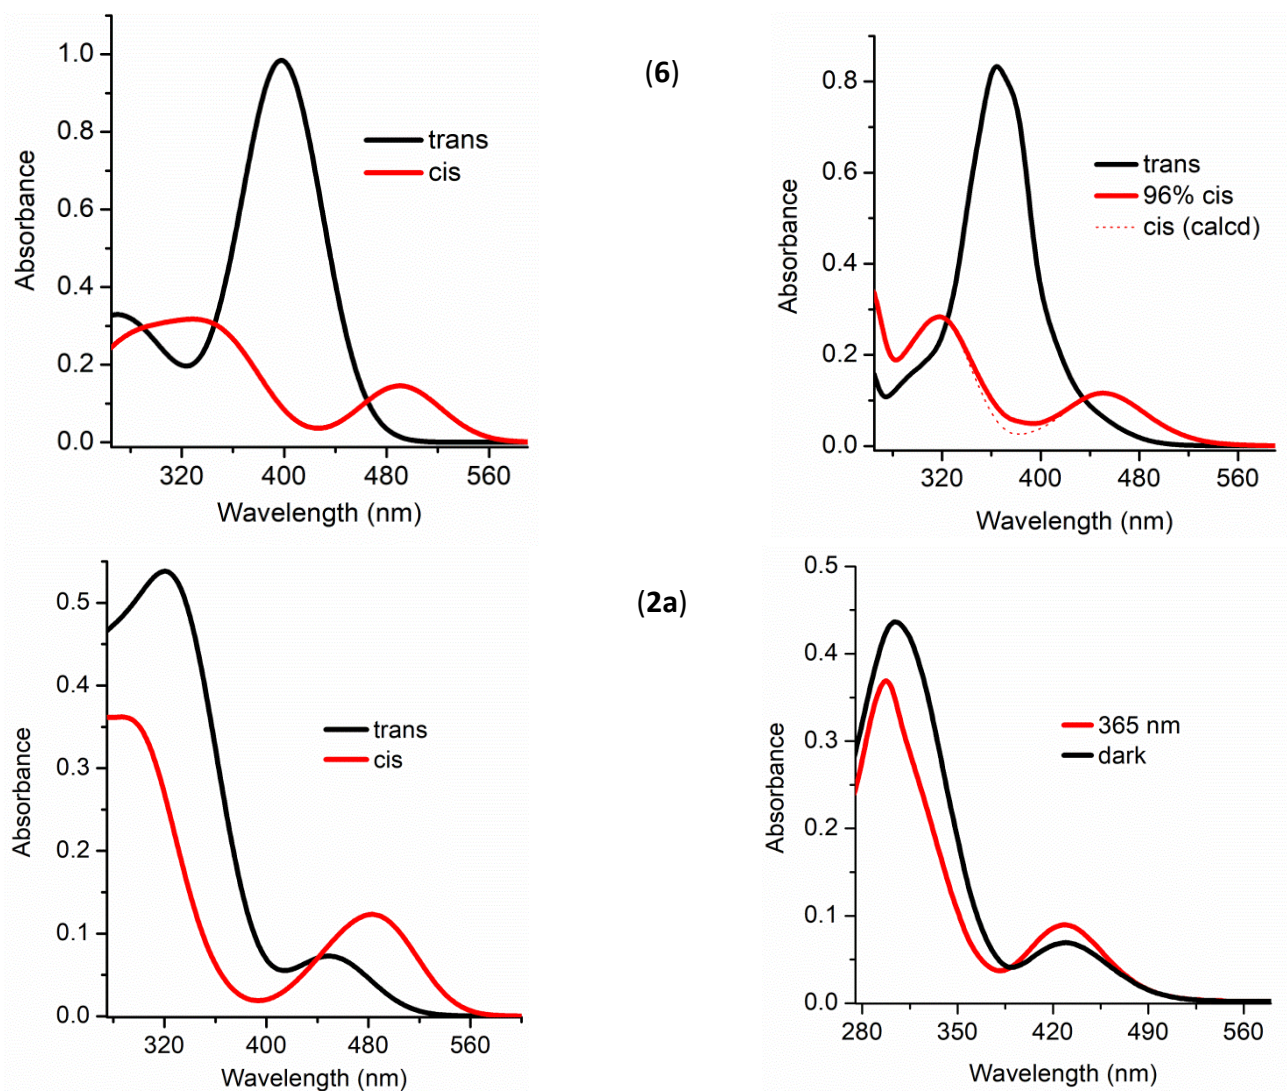 (6)
1.0
0.8
0.6
0.4
0.2
0.0
Absorbance
trans
cis
320
400
480
560
Wavelength (nm)
0.8
0.6
0.4
0.2
0.0
Absorbance
trans
96% cis
cis (calcd)
320
400
480
560
Wavelength (nm)
(2a)
0.5
0.4
0.3
0.2
0.1
0.0
Absorbance
trans
cis
320
400
480
560
Wavelength (nm)
0.5
0.4
0.3
0.2
0.1
0.0
Absorbance
365 nm
dark
280
350
420
490
560
Wavelength (nm)